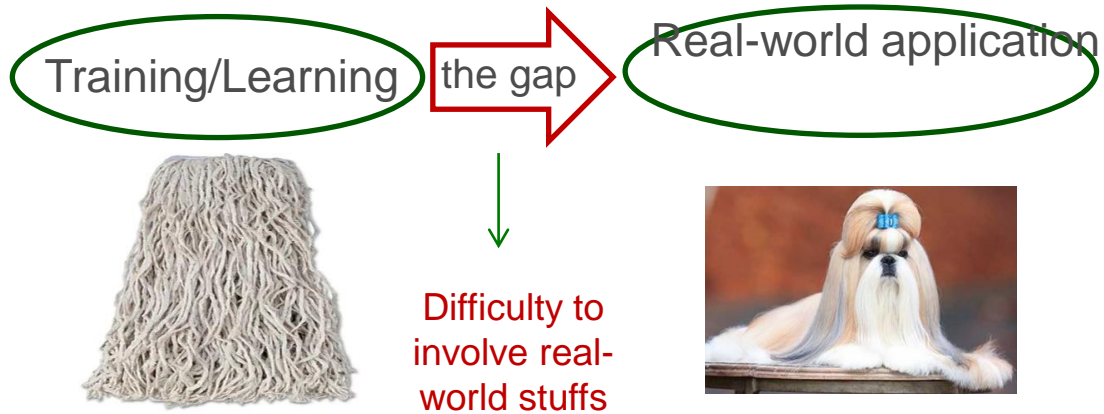 Training/Learning
the gap
Real-world application
Difficulty to
involve real-
world stuffs